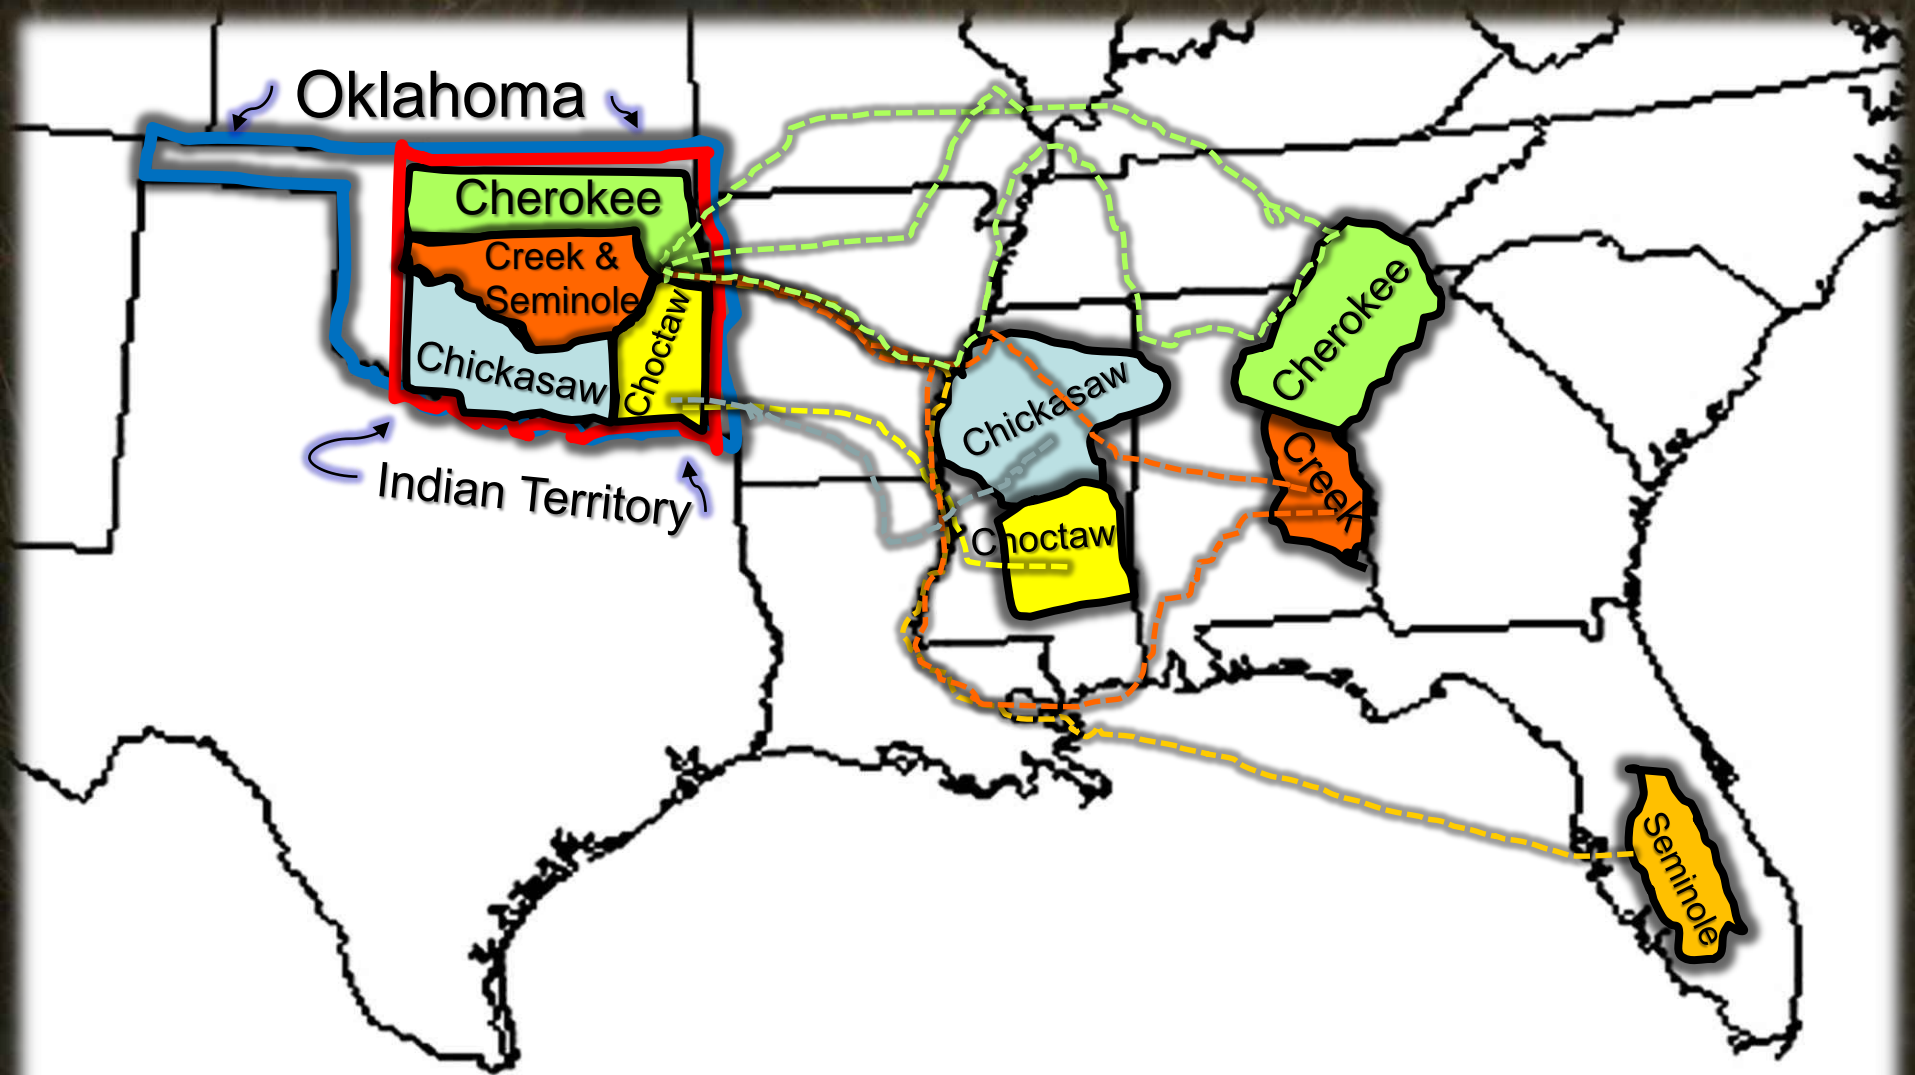 Oklahoma
Cherokee
Creek &
Seminole
Choctaw
Chickasaw
Indian Territory
Cherokee
Chickasaw
Creek
Choctaw
Seminole